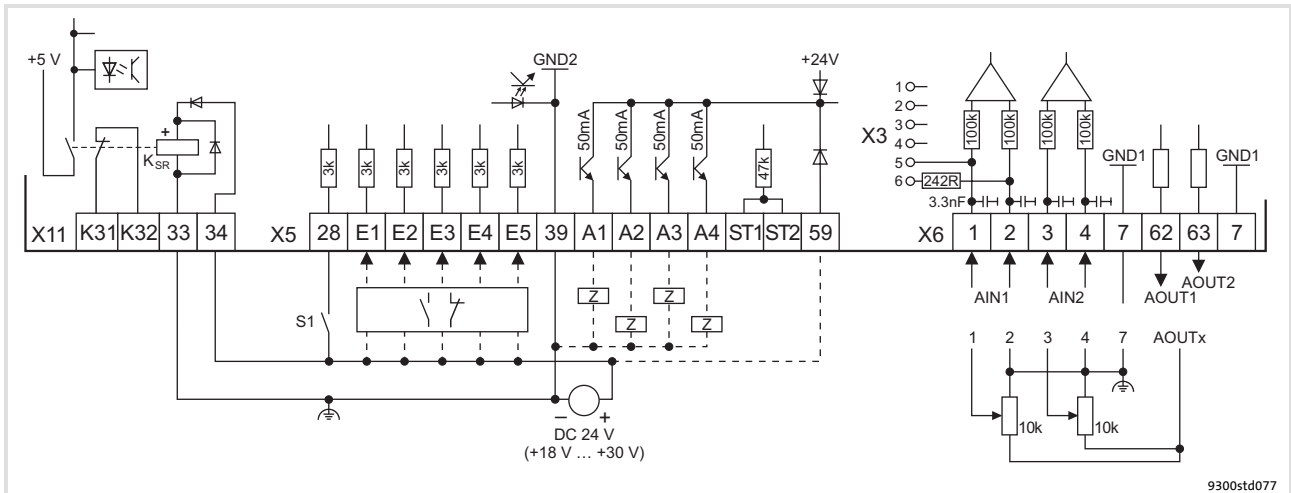 +5 V
GND2
+24V
+
K SR
3k
3k
3k
3k
3k
3k
50mA
50mA
50mA
50mA
47k
X3
1
2
3
4
5
6
242R
3.3nF
100k
100k
100k
100k
GND1
GND1
X11 K31 K32 33 34
X5 28 E1 E2 E3 E4 E5 39 A1 A2 A3 A4 ST1 ST2 59
X6 1 2 3 4 7 62 63 7
S1
Z
Z
Z
Z
AIN1
AIN2
AOUT1
AOUT2
1 2 3 4 7 AOUTx
10k
10k
– +
DC 24 V
(+18 V ... +30 V)
9300std077